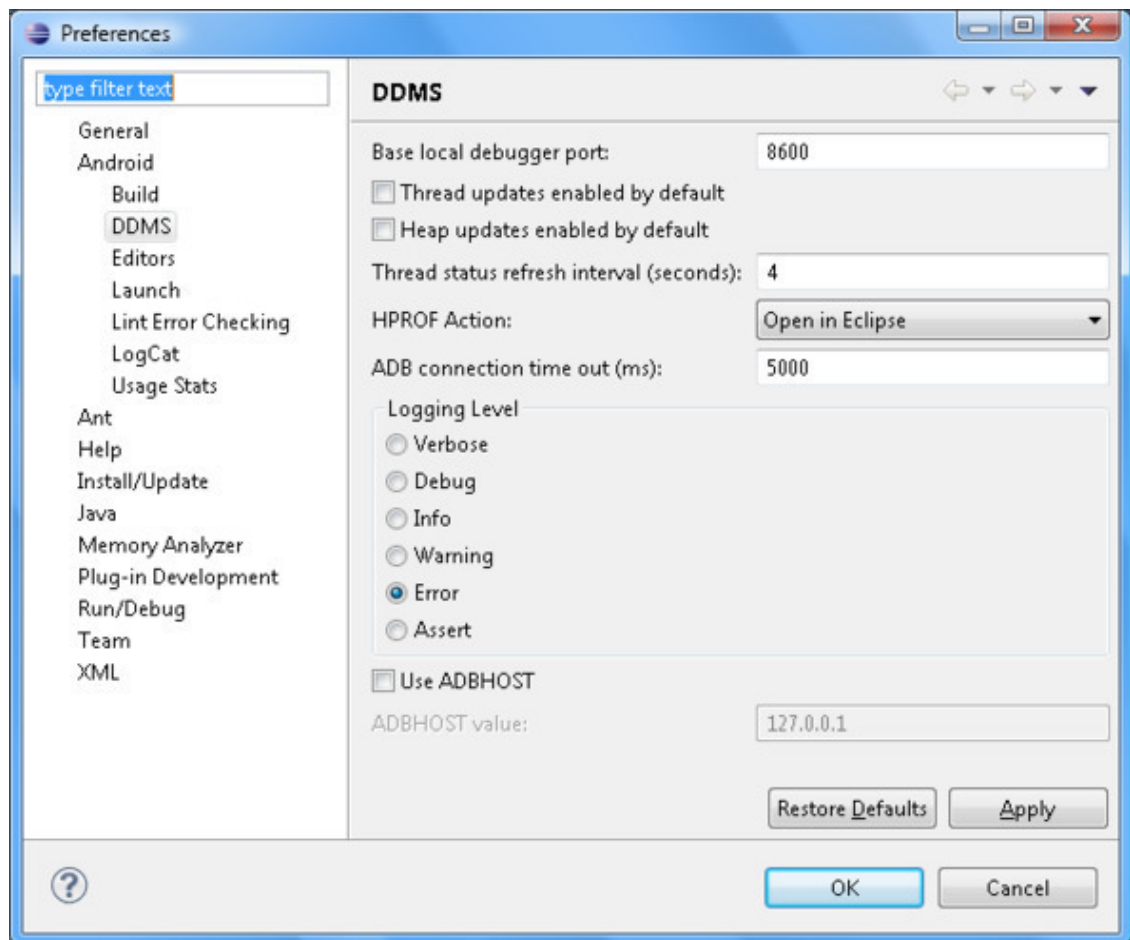 Preferences
type filter text
General
Android
Build
DDMS
Editors
Launch
Lint Error Checking
LogCat
Usage Stats
Ant
Help
Install/Update
Java
Memory Analyzer
Plug-in Development
Run/Debug
Team
XML
DDMS
Base local debugger port: 8600
Thread updates enabled by default
Heap updates enabled by default
Thread status refresh interval (seconds): 4
HPROF Action: Open in Eclipse
ADB connection time out (ms): 5000
Logging Level
Verbose
Debug
Info
Warning
Error
Assert
Use ADBHOST
ADBHOST value: 127.0.0.1
Restore Defaults Apply
? OK Cancel